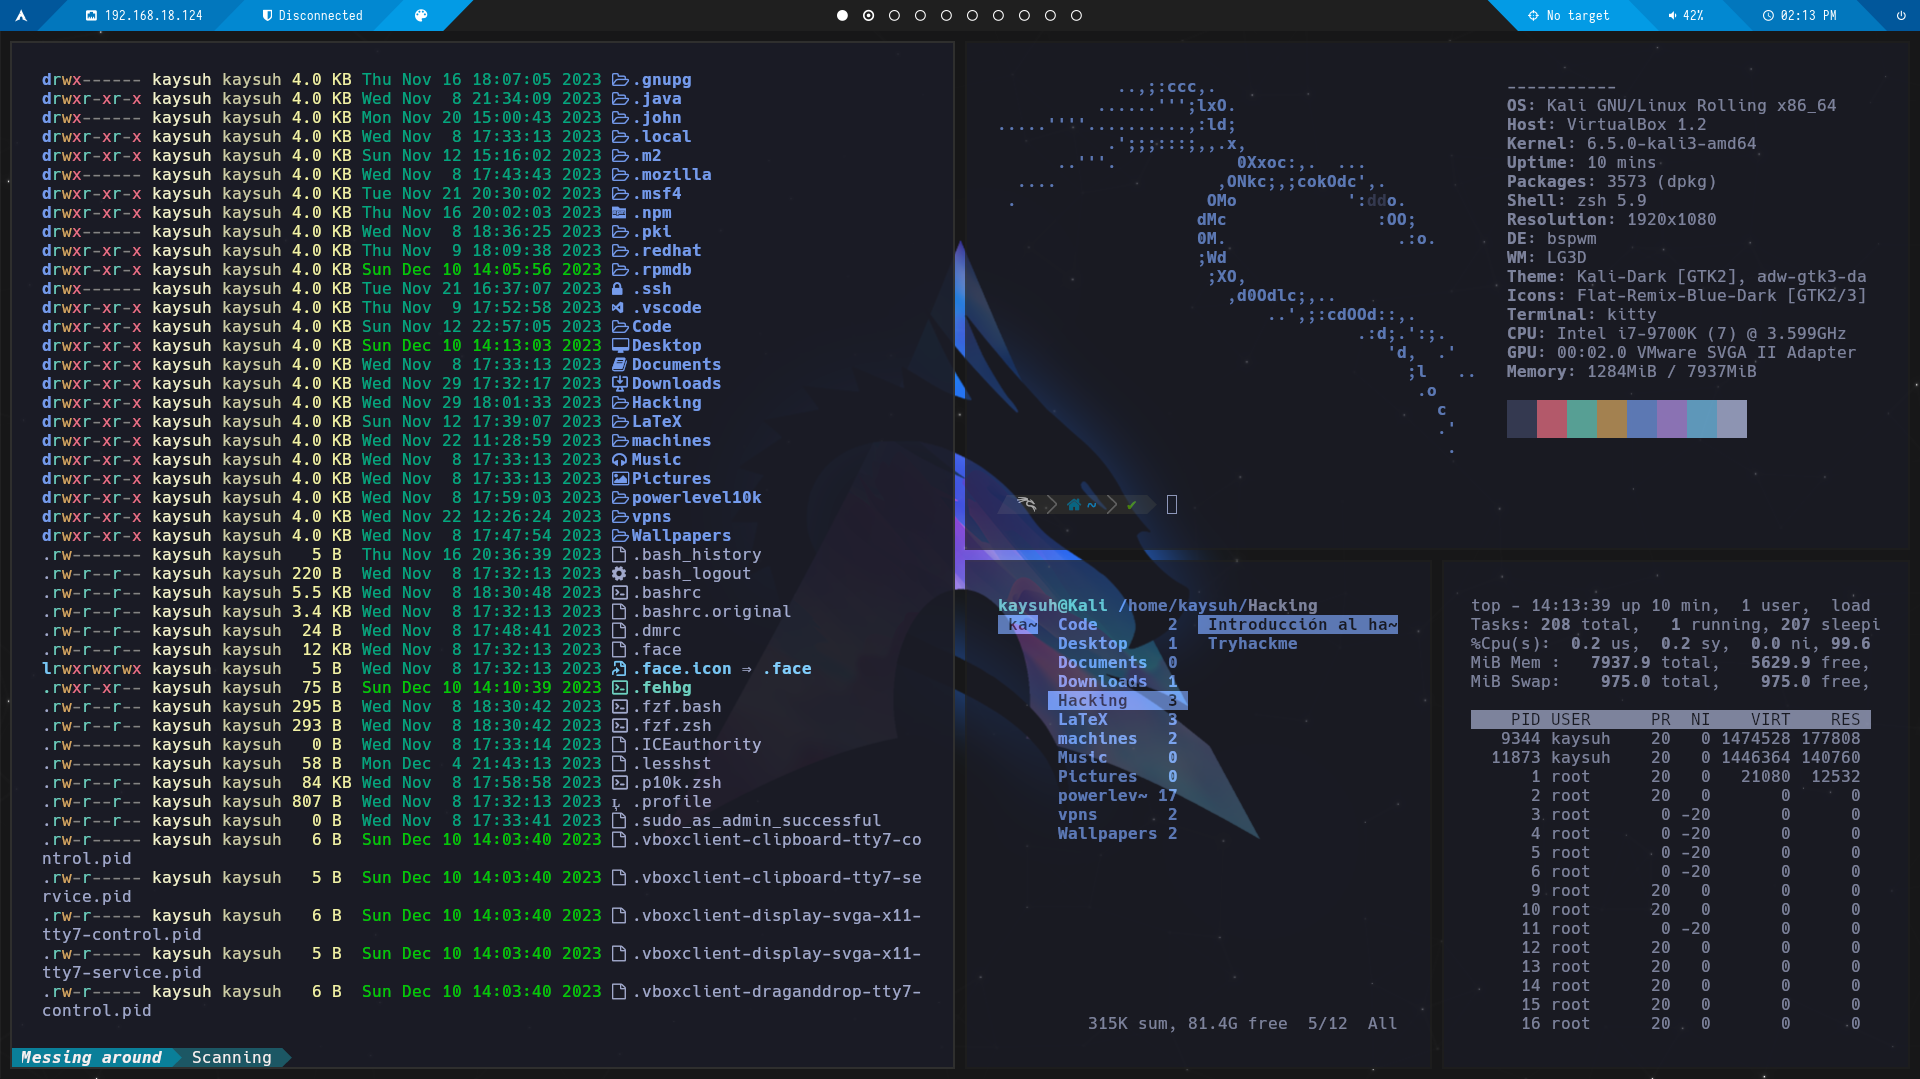 192.168.18.124 Disconnected No target 42% 02:13 PM
drwx------ kaysuh kaysuh 4.0 KB Thu Nov 16 18:07:05 2023 .gnupg
drwxr-xr-x kaysuh kaysuh 4.0 KB Wed Nov  8 21:34:09 2023 .java
drwx------ kaysuh kaysuh 4.0 KB Mon Nov 20 15:00:43 2023 .john
drwxr-xr-x kaysuh kaysuh 4.0 KB Wed Nov  8 17:33:13 2023 .local
drwxr-xr-x kaysuh kaysuh 4.0 KB Sun Nov 12 15:16:02 2023 .m2
drwx------ kaysuh kaysuh 4.0 KB Wed Nov  8 17:43:43 2023 .mozilla
drwxr-xr-x kaysuh kaysuh 4.0 KB Tue Nov 21 20:30:02 2023 .msf4
drwxr-xr-x kaysuh kaysuh 4.0 KB Thu Nov 16 20:02:03 2023 .npm
drwx------ kaysuh kaysuh 4.0 KB Wed Nov  8 18:36:25 2023 .pki
drwxr-xr-x kaysuh kaysuh 4.0 KB Thu Nov  9 18:09:38 2023 .redhat
drwxr-xr-x kaysuh kaysuh 4.0 KB Sun Dec 10 14:05:56 2023 .rpmdb
drwx------ kaysuh kaysuh 4.0 KB Tue Nov 21 16:37:07 2023 .ssh
drwxr-xr-x kaysuh kaysuh 4.0 KB Thu Nov  9 17:52:58 2023 .vscode
drwxr-xr-x kaysuh kaysuh 4.0 KB Sun Nov 12 22:57:05 2023 Code
drwxr-xr-x kaysuh kaysuh 4.0 KB Sun Dec 10 14:13:03 2023 Desktop
drwxr-xr-x kaysuh kaysuh 4.0 KB Wed Nov  8 17:33:13 2023 Documents
drwxr-xr-x kaysuh kaysuh 4.0 KB Wed Nov 29 17:32:17 2023 Downloads
drwxr-xr-x kaysuh kaysuh 4.0 KB Wed Nov 29 18:01:33 2023 Hacking
drwxr-xr-x kaysuh kaysuh 4.0 KB Sun Nov 12 17:39:07 2023 LaTeX
drwxr-xr-x kaysuh kaysuh 4.0 KB Wed Nov 22 11:28:59 2023 machines
drwxr-xr-x kaysuh kaysuh 4.0 KB Wed Nov  8 17:33:13 2023 Music
drwxr-xr-x kaysuh kaysuh 4.0 KB Wed Nov  8 17:33:13 2023 Pictures
drwxr-xr-x kaysuh kaysuh 4.0 KB Wed Nov  8 17:59:03 2023 powerlevel10k
drwxr-xr-x kaysuh kaysuh 4.0 KB Wed Nov 22 12:26:24 2023 vpns
drwxr-xr-x kaysuh kaysuh 4.0 KB Wed Nov  8 17:47:54 2023 Wallpapers
.rw------- kaysuh kaysuh   5 B  Thu Nov 16 20:36:39 2023 .bash_history
.rw-r--r-- kaysuh kaysuh 220 B  Wed Nov  8 17:32:13 2023 .bash_logout
.rw-r--r-- kaysuh kaysuh 5.5 KB Wed Nov  8 18:30:48 2023 .bashrc
.rw-r--r-- kaysuh kaysuh 3.4 KB Wed Nov  8 17:32:13 2023 .bashrc.original
.rw-r--r-- kaysuh kaysuh  24 B  Wed Nov  8 17:48:41 2023 .dmrc
.rw-r--r-- kaysuh kaysuh  12 KB Wed Nov  8 17:32:13 2023 .face
lrwxrwxrwx kaysuh kaysuh   5 B  Wed Nov  8 17:32:13 2023 .face.icon ⇒ .face
.rwxr-xr-- kaysuh kaysuh  75 B  Sun Dec 10 14:10:39 2023 .fehbg
.rw-r--r-- kaysuh kaysuh 295 B  Wed Nov  8 18:30:42 2023 .fzf.bash
.rw-r--r-- kaysuh kaysuh 293 B  Wed Nov  8 18:30:42 2023 .fzf.zsh
.rw------- kaysuh kaysuh   0 B  Wed Nov  8 17:33:14 2023 .ICEauthority
.rw------- kaysuh kaysuh  58 B  Mon Dec  4 21:43:13 2023 .lesshst
.rw-r--r-- kaysuh kaysuh  84 KB Wed Nov  8 17:58:58 2023 .p10k.zsh
.rw-r--r-- kaysuh kaysuh 807 B  Wed Nov  8 17:32:13 2023 .profile
.rw-r--r-- kaysuh kaysuh   0 B  Wed Nov  8 17:33:41 2023 .sudo_as_admin_successful
.rw-r----- kaysuh kaysuh   6 B  Sun Dec 10 14:03:40 2023 .vboxclient-clipboard-tty7-co
ntrol.pid
.rw-r----- kaysuh kaysuh   5 B  Sun Dec 10 14:03:40 2023 .vboxclient-clipboard-tty7-se
rvice.pid
.rw-r----- kaysuh kaysuh   6 B  Sun Dec 10 14:03:40 2023 .vboxclient-display-svga-x11-
tty7-control.pid
.rw-r----- kaysuh kaysuh   5 B  Sun Dec 10 14:03:40 2023 .vboxclient-display-svga-x11-
tty7-service.pid
.rw-r----- kaysuh kaysuh   6 B  Sun Dec 10 14:03:40 2023 .vboxclient-draganddrop-tty7-
control.pid
Messing around Scanning
-----------
OS: Kali GNU/Linux Rolling x86_64
Host: VirtualBox 1.2
Kernel: 6.5.0-kali3-amd64
Uptime: 10 mins
Packages: 3573 (dpkg)
Shell: zsh 5.9
Resolution: 1920x1080
DE: bspwm
WM: LG3D
Theme: Kali-Dark [GTK2], adw-gtk3-da
Icons: Flat-Remix-Blue-Dark [GTK2/3]
Terminal: kitty
CPU: Intel i7-9700K (7) @ 3.599GHz
GPU: 00:02.0 VMware SVGA II Adapter
Memory: 1284MiB / 7937MiB
~ ✔
kaysuh@Kali /home/kaysuh/Hacking
ka~ Code 2 Introducción al ha~
Desktop 1 Tryhackme
Documents 0
Downloads 1
Hacking 3
LaTeX 3
machines 2
Music 0
Pictures 0
powerlev~ 17
vpns 2
Wallpapers 2
315K sum, 81.4G free  5/12  All
top - 14:13:39 up 10 min,  1 user,  load
Tasks: 208 total,   1 running, 207 sleepi
%Cpu(s):  0.2 us,  0.2 sy,  0.0 ni, 99.6
MiB Mem :   7937.9 total,   5629.9 free,
MiB Swap:    975.0 total,    975.0 free,
PID USER      PR  NI    VIRT    RES
9344 kaysuh    20   0 1474528 177808
11873 kaysuh    20   0 1446364 140760
1 root      20   0   21080  12532
2 root      20   0       0      0
3 root       0 -20       0      0
4 root       0 -20       0      0
5 root       0 -20       0      0
6 root       0 -20       0      0
9 root      20   0       0      0
10 root      20   0       0      0
11 root       0 -20       0      0
12 root      20   0       0      0
13 root      20   0       0      0
14 root      20   0       0      0
15 root      20   0       0      0
16 root      20   0       0      0